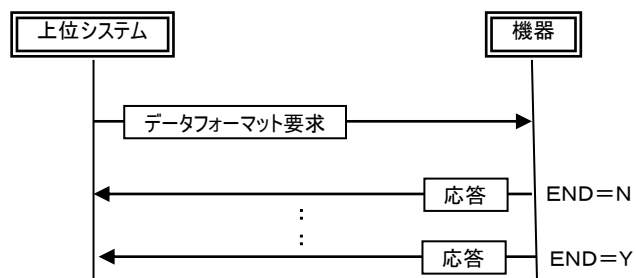 上位システム
機器
データフォーマット要求
応答
END=N
:
:
応答
END=Y